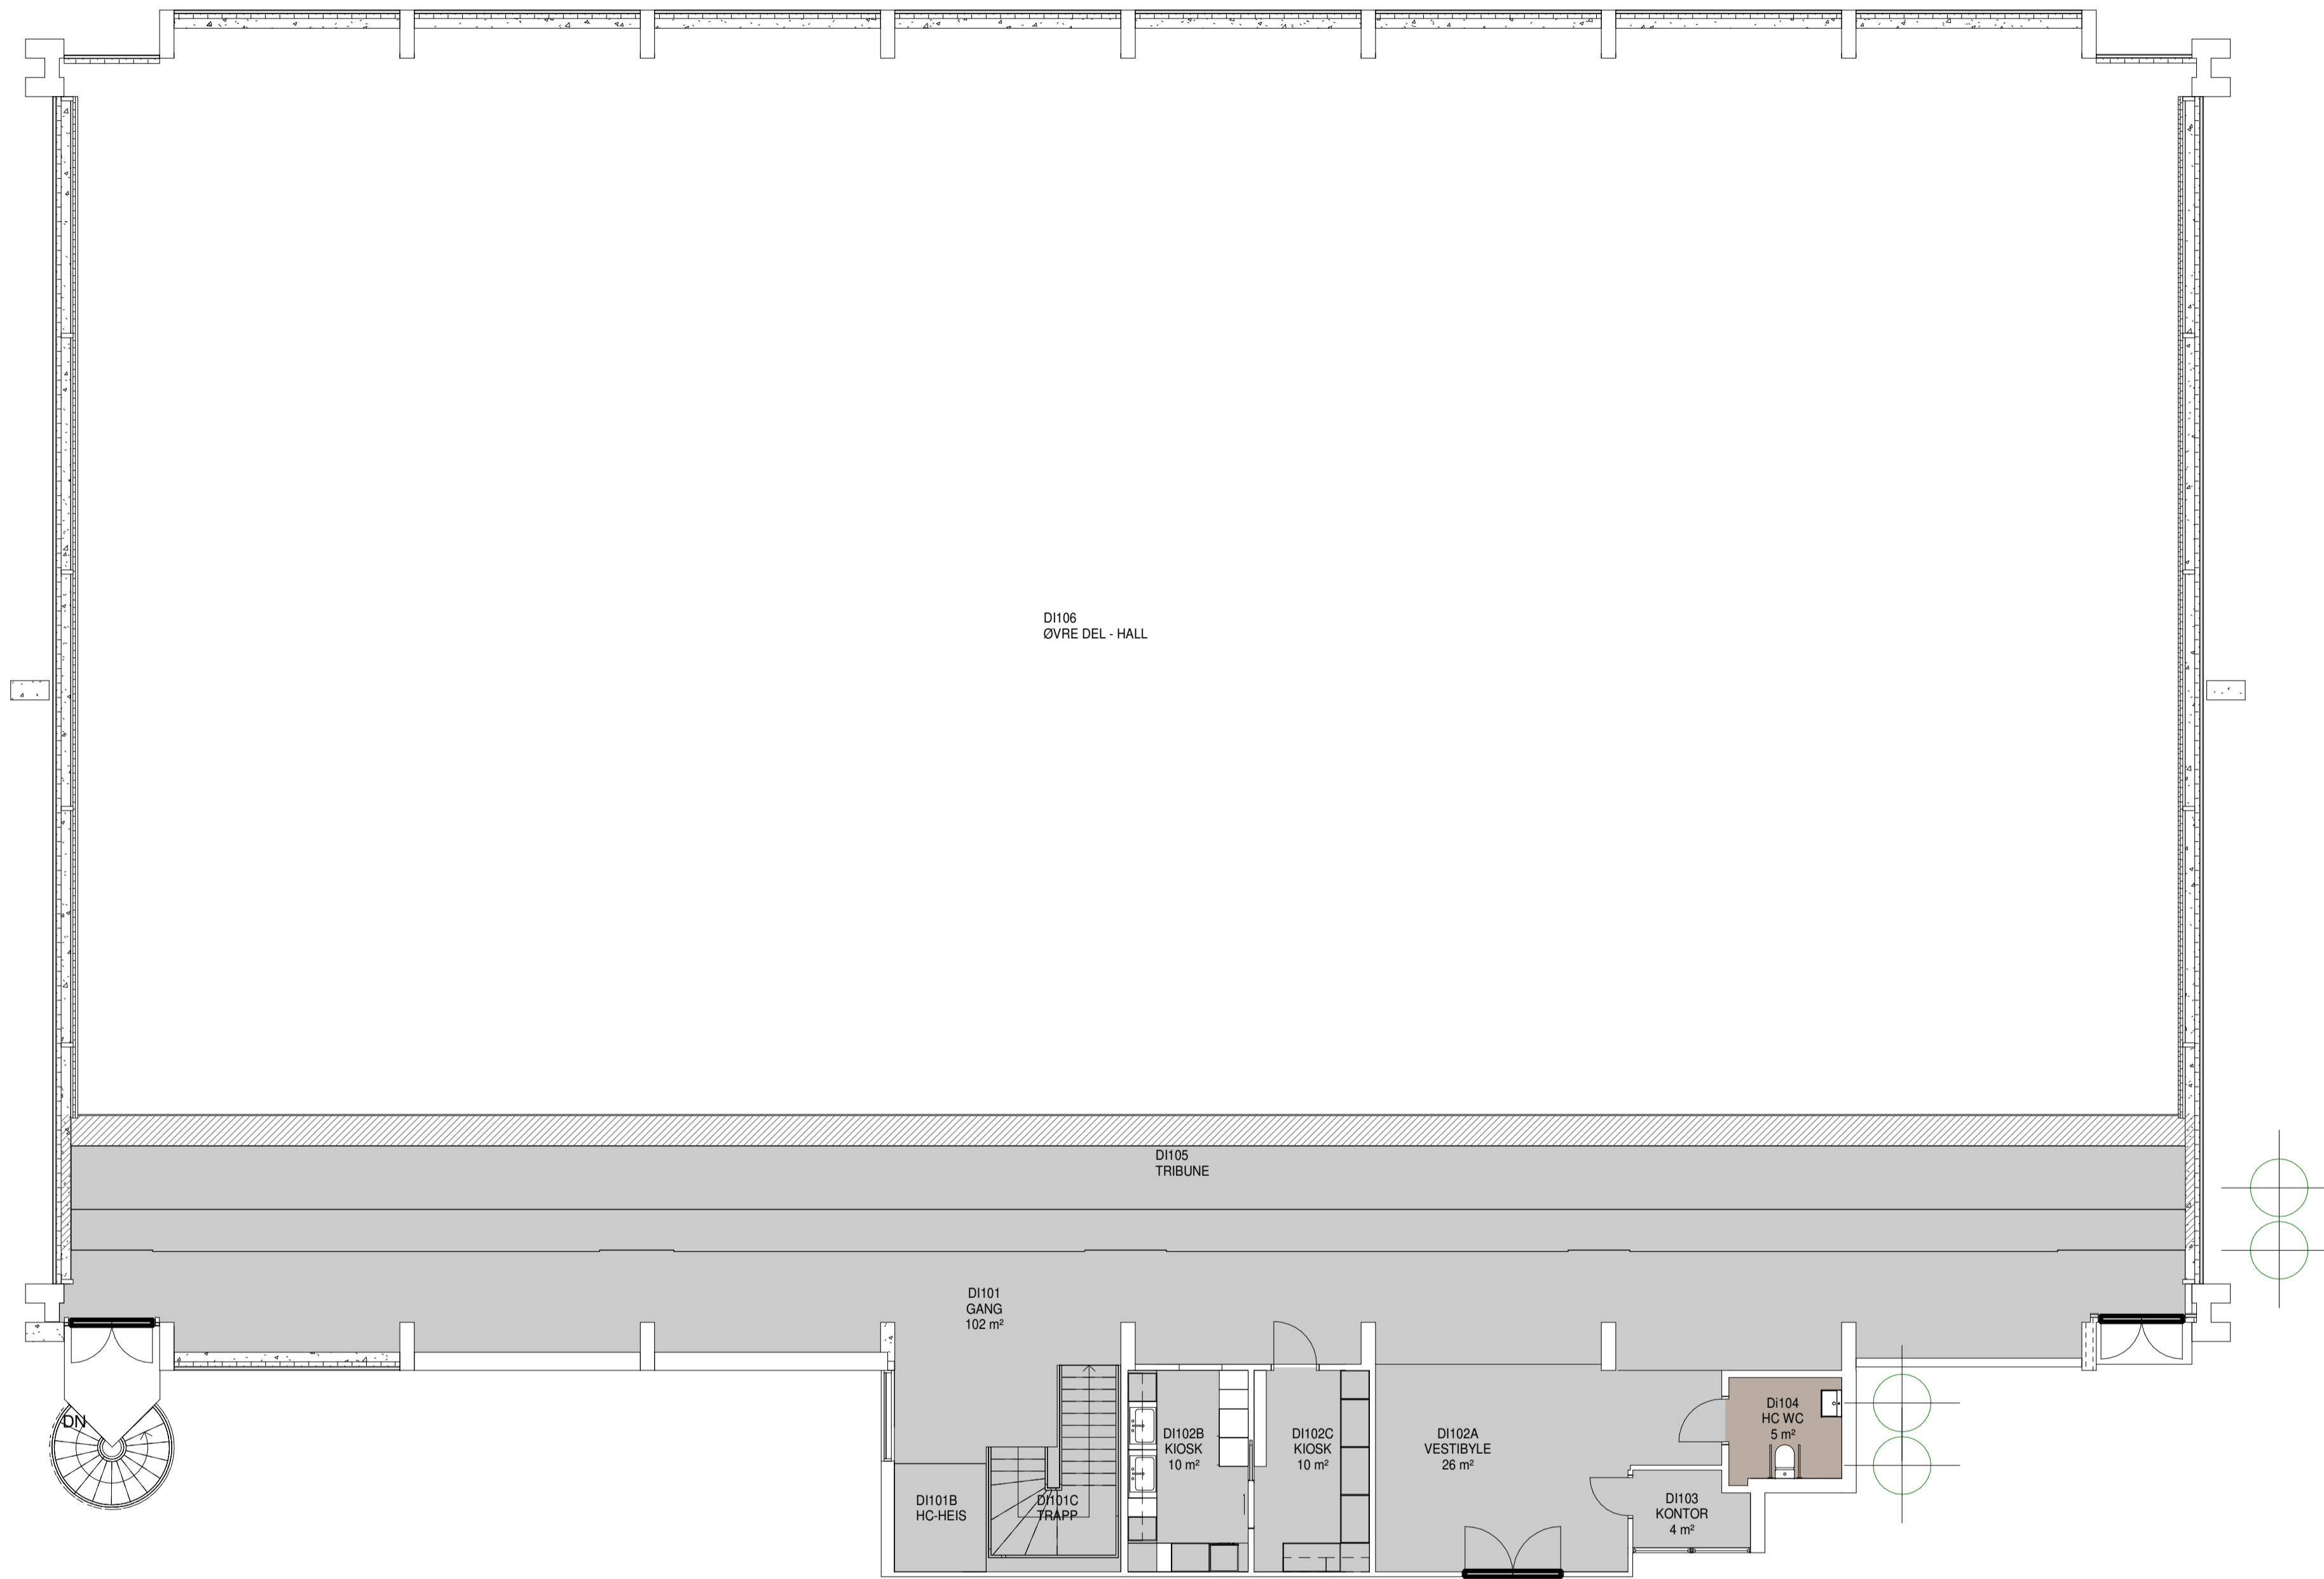 DI106
ØVRE DEL - HALL
DI105
TRIBUNE
DI101
GANG
102 m²
DN
DI102B
KIOSK
10 m²
DI102C
KIOSK
10 m²
DI102A
VESTIBYLE
26 m²
Di104
HC WC
5 m²
DI101B
HC-HEIS
DI101C
TRAPP
DI103
KONTOR
4 m²